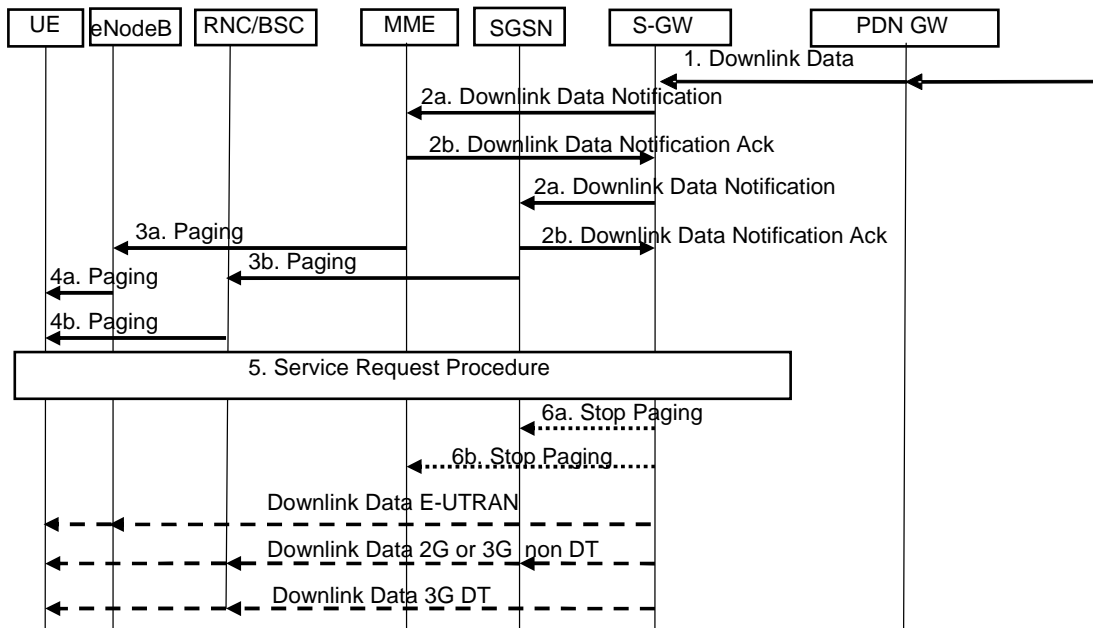 UE
eNodeB
RNC/BSC
MME
SGSN
S-GW
PDN GW
1. Downlink Data
2a. Downlink Data Notification
2b. Downlink Data Notification Ack
2a. Downlink Data Notification
3a. Paging
2b. Downlink Data Notification Ack
3b. Paging
4a. Paging
4b. Paging
5. Service Request Procedure
6a. Stop Paging
6b. Stop Paging
Downlink Data E-UTRAN
Downlink Data 2G or 3G non DT
Downlink Data 3G DT